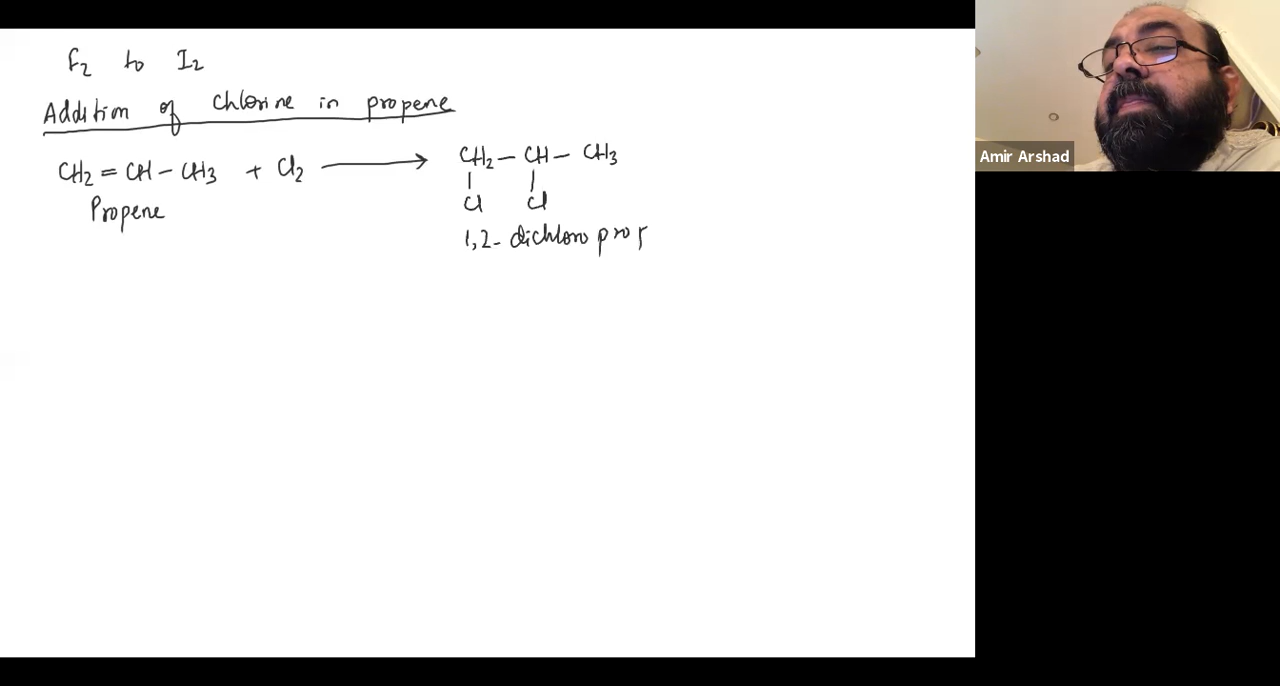 F₂ to I₂
Addition of Chlorine in propene
CH₂ = CH – CH₃ + Cl₂ ⟶ CH₂ – CH – CH₃
Propene
Cl Cl
1,2- dichloro prop
Amir Arshad